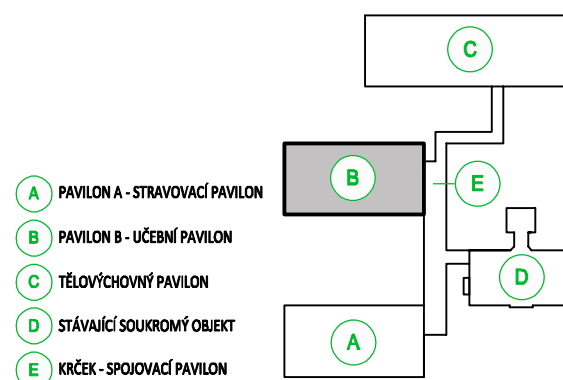 C
B
E
A PAVILON A - STRAVOVACÍ PAVILON
B PAVILON B - UČEBNÍ PAVILON
C TĚLOVÝCHOVNÝ PAVILON
D
D STÁVAJÍCÍ SOUKROMÝ OBJEKT
A
E KRČEK - SPOJOVACÍ PAVILON